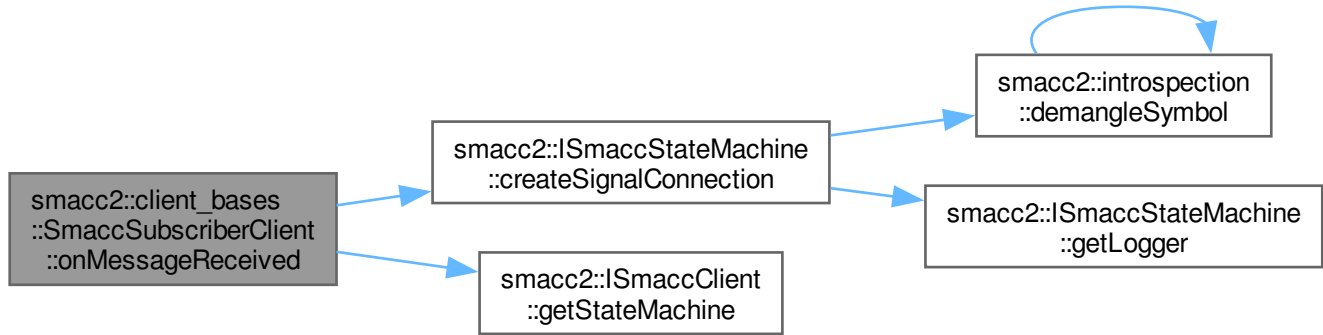 smacc2::client_bases
::SmaccSubscriberClient
::onMessageReceived
smacc2::ISmaccStateMachine
::createSignalConnection
smacc2::introspection
::demangleSymbol
smacc2::ISmaccStateMachine
::getLogger
smacc2::ISmaccClient
::getStateMachine